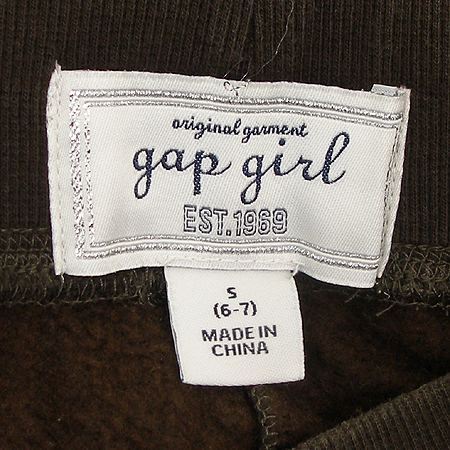 original garment
gap girl
EST. 1969
S
(6-7)
MADE IN
CHINA